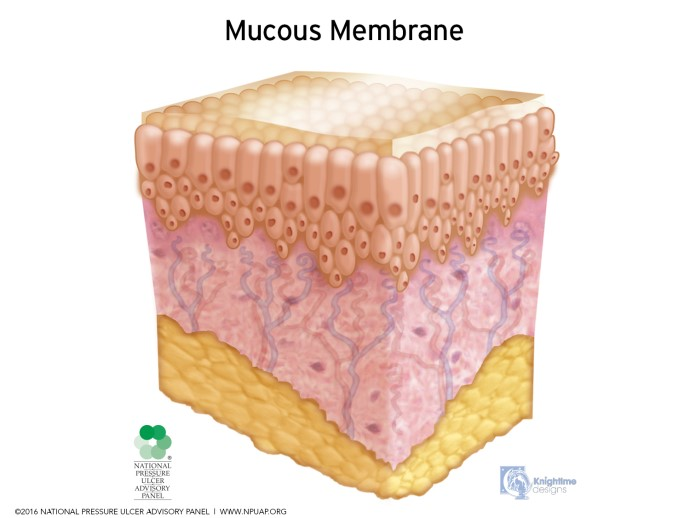 Mucous Membrane
®
NATIONAL
PRESSURE
ULCER
ADVISORY
PANEL
Knightime
designs
©2016 NATIONAL PRESSURE ULCER ADVISORY PANEL | WWW.NPUAP.ORG